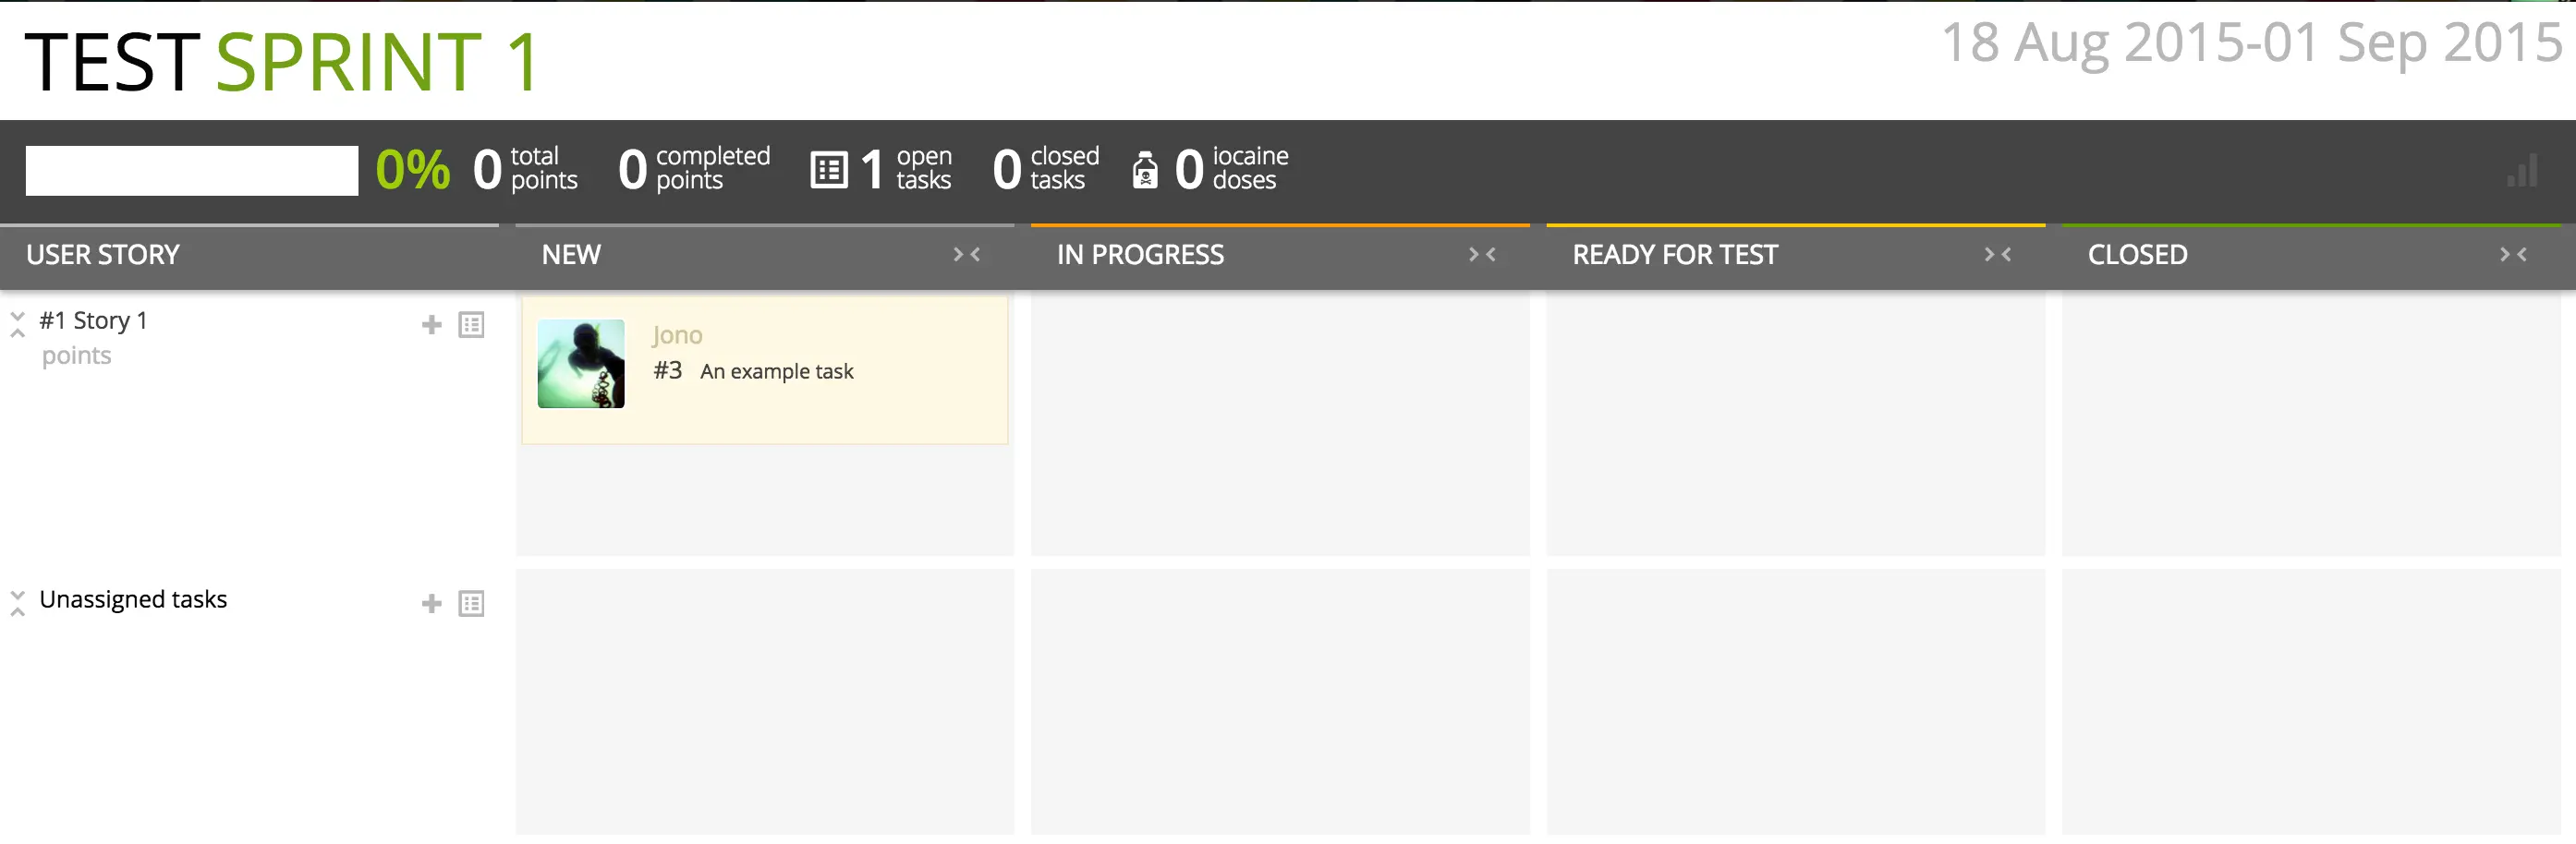 TEST SPRINT 1
18 Aug 2015-01 Sep 2015
0% 0 total points 0 completed points 1 open tasks 0 closed tasks 0 iocaine doses
USER STORY NEW IN PROGRESS READY FOR TEST CLOSED
#1 Story 1
points
Jono
#3 An example task
Unassigned tasks